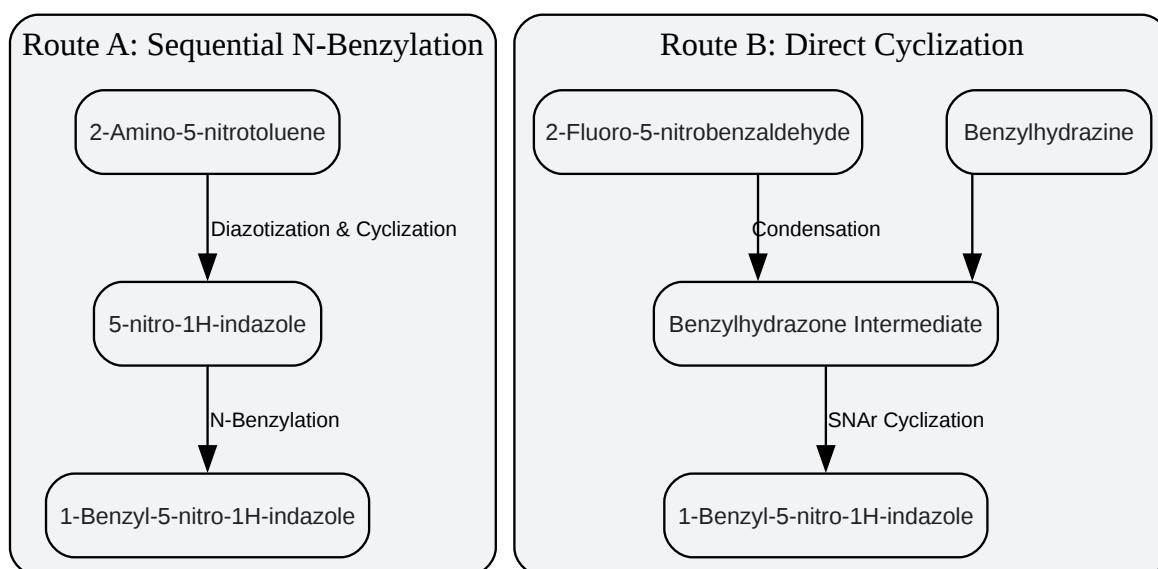 Route A: Sequential N-Benzylation
2-Amino-5-nitrotoluene
Diazotization & Cyclization
5-nitro-1H-indazole
N-Benzylation
1-Benzyl-5-nitro-1H-indazole
Route B: Direct Cyclization
2-Fluoro-5-nitrobenzaldehyde
Benzylhydrazine
Condensation
Benzylhydrazone Intermediate
SNAr Cyclization
1-Benzyl-5-nitro-1H-indazole